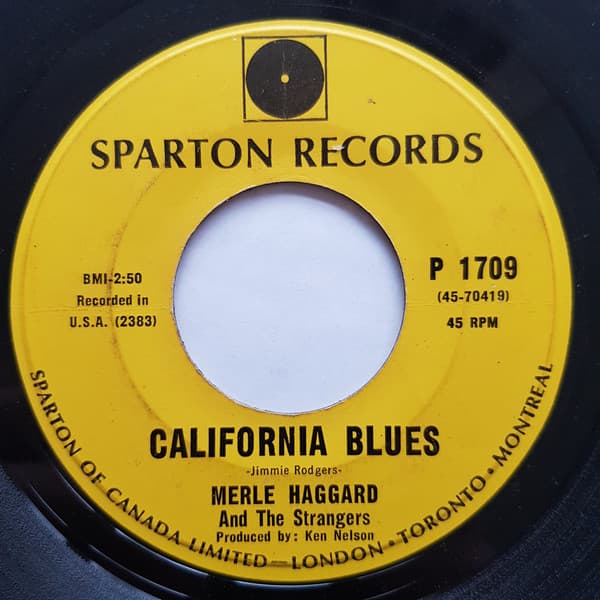 SPARTON RECORDS
BMI-2:50
Recorded in
U.S.A. (2383)
P 1709
(45-70419)
45 RPM
CALIFORNIA BLUES
-Jimmie Rodgers-
MERLE HAGGARD
And The Strangers
Produced by: Ken Nelson
SPARTON OF CANADA LIMITED—LONDON•TORONTO•MONTREAL